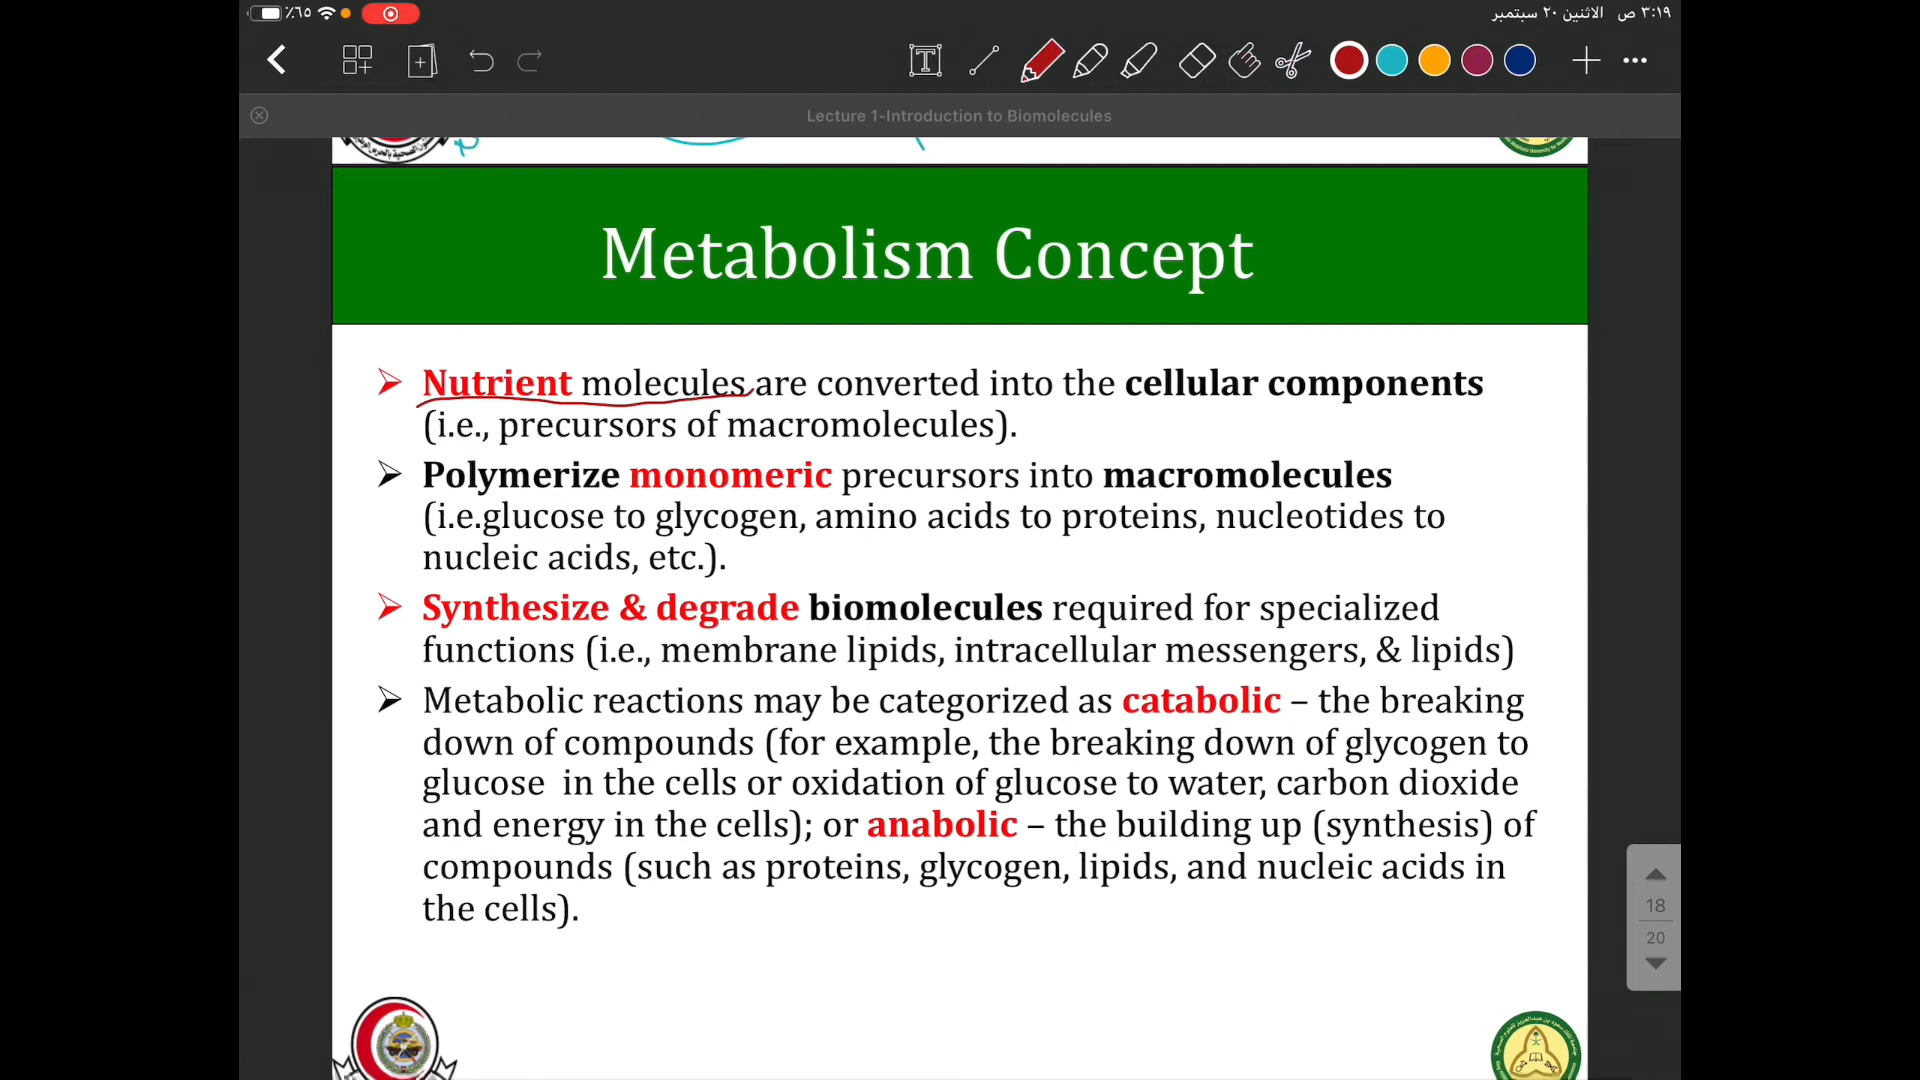 ٪٦٥
٣:١٩ ص الاثنين ٢٠ سبتمبر
Lecture 1-Introduction to Biomolecules
Metabolism Concept
Nutrient molecules are converted into the cellular components
(i.e., precursors of macromolecules).
Polymerize monomeric precursors into macromolecules
(i.e.glucose to glycogen, amino acids to proteins, nucleotides to
nucleic acids, etc.).
Synthesize & degrade biomolecules required for specialized
functions (i.e., membrane lipids, intracellular messengers, & lipids)
Metabolic reactions may be categorized as catabolic – the breaking
down of compounds (for example, the breaking down of glycogen to
glucose in the cells or oxidation of glucose to water, carbon dioxide
and energy in the cells); or anabolic – the building up (synthesis) of
compounds (such as proteins, glycogen, lipids, and nucleic acids in
the cells).
18
20